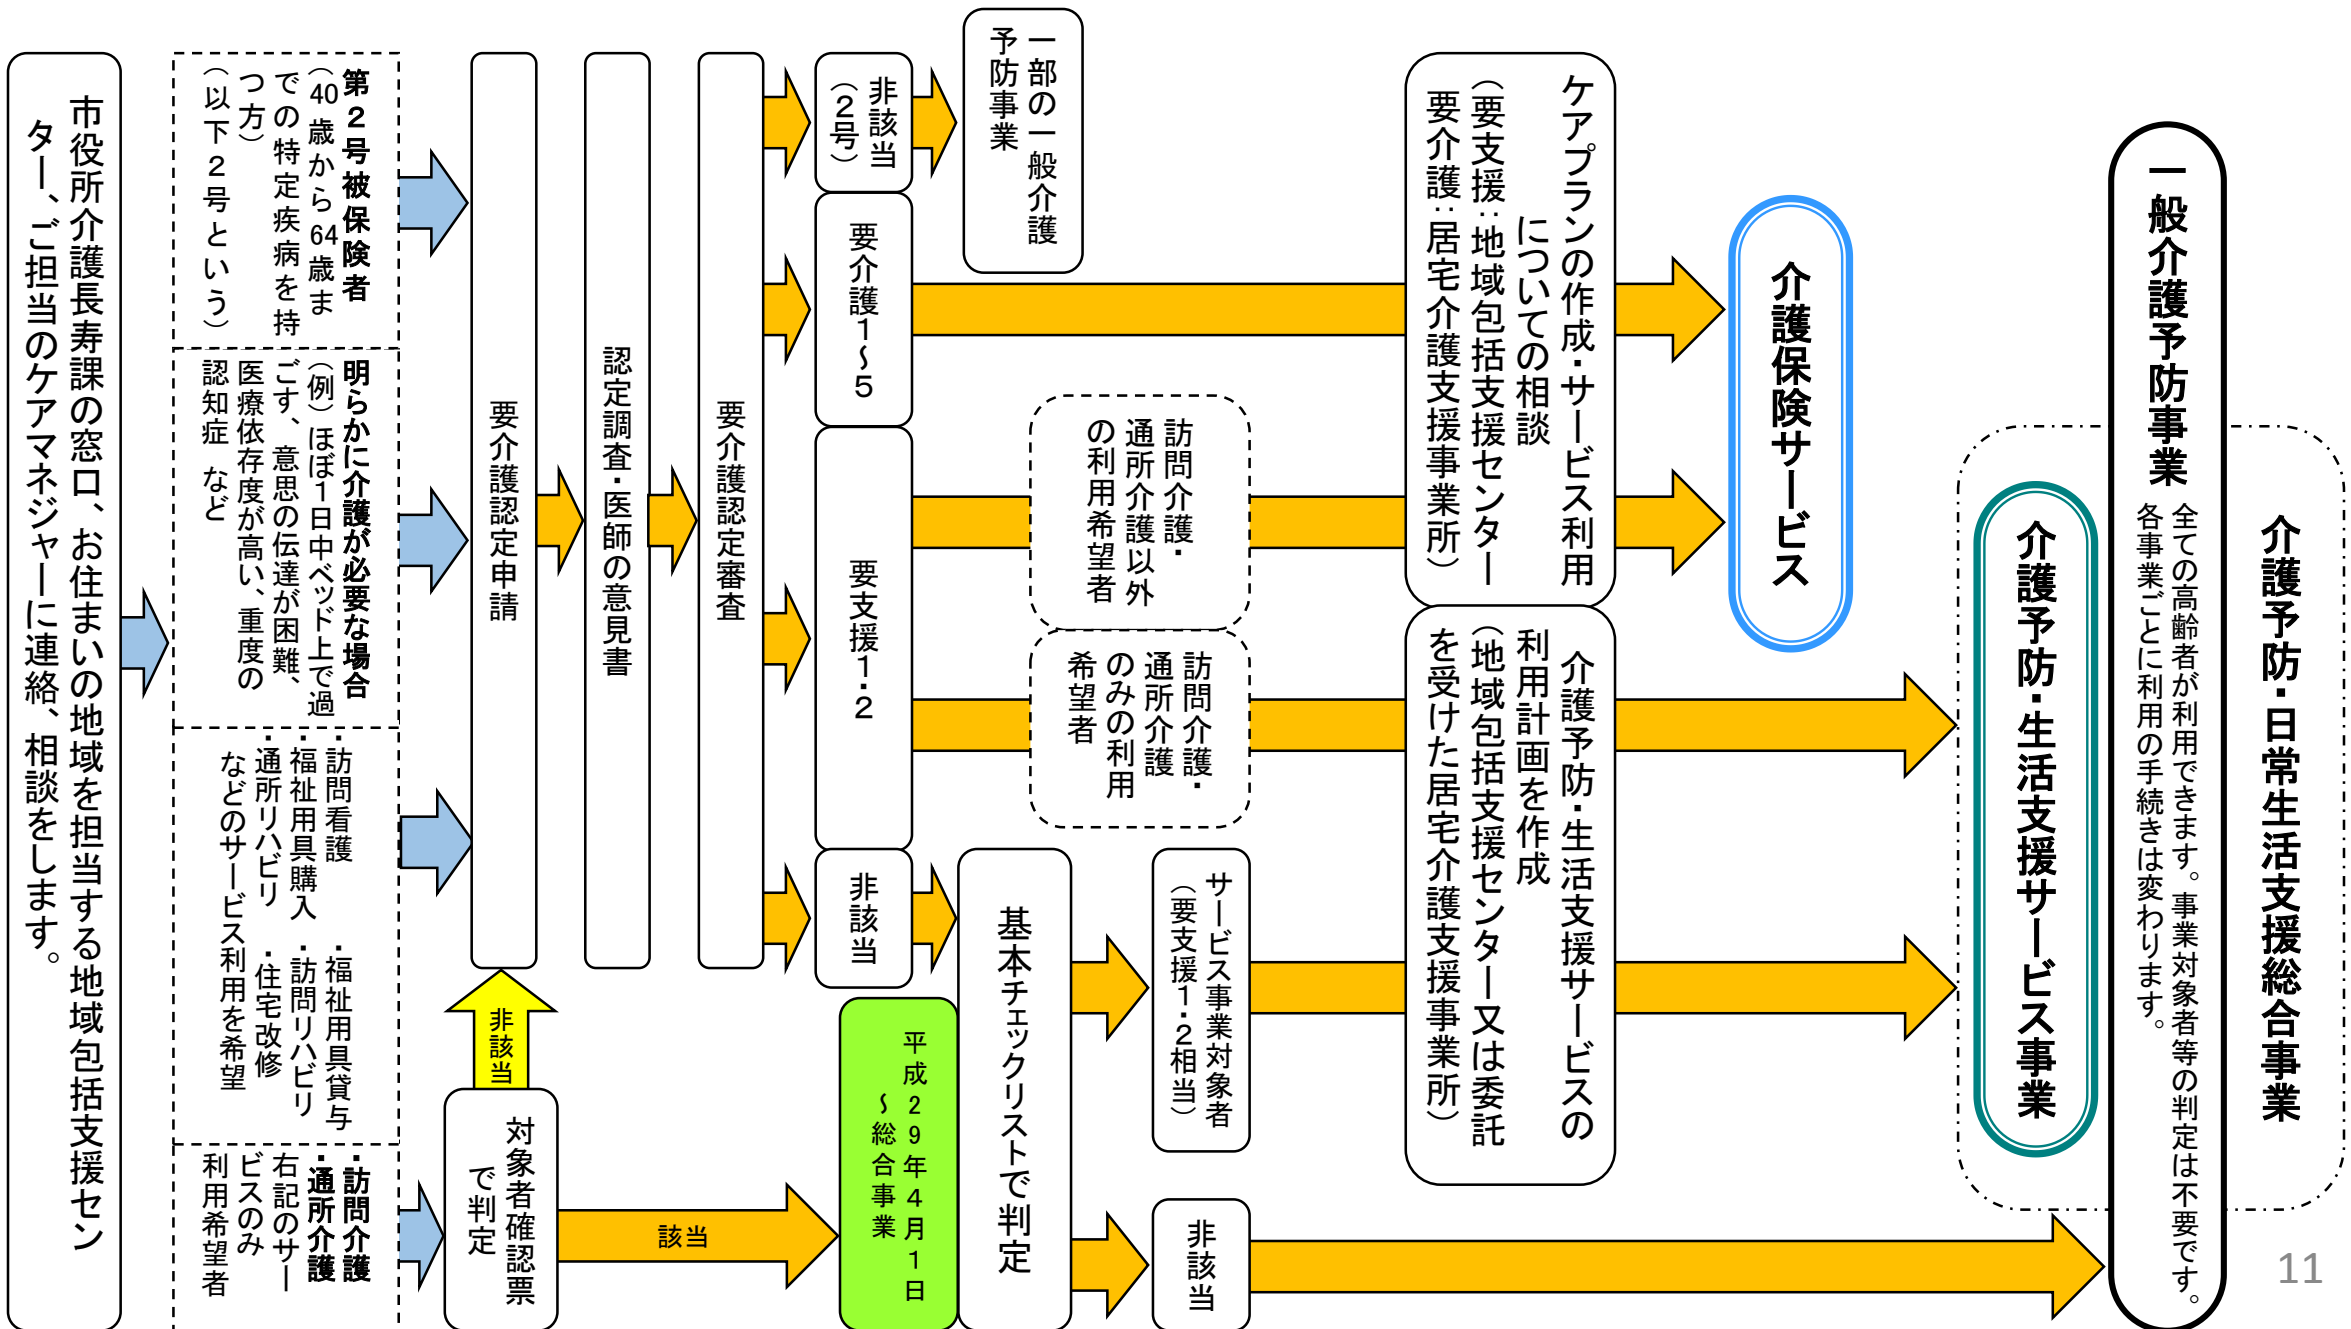 市役所介護長寿課の窓口、お住まいの地域を担当する地域包括支援セン
ター、ご担当のケアマネジャーに連絡、相談をします。
第２号被保険者
（40歳から64歳ま
での特定疾病を持
つ方）
（以下２号という）
明らかに介護が必要な場合
（例）ほぼ１日中ベッド上で過
ごす、意思の伝達が困難、
医療依存度が高い、重度の
認知症 など
・訪問看護 ・福祉用具貸与
・福祉用具購入 ・訪問リハビリ
・通所リハビリ ・住宅改修
などのサービス利用を希望
・訪問介護
・通所介護
右記のサー
ビスのみ
利用希望者
要介護認定申請
非該当
対象者確認票
で判定
該当
認定調査・医師の意見書
要介護認定審査
非該当
（２号）
要介護１～５
要支援１・２
非該当
平成２９年４月１日
～総合事業
一部の一般介護
予防事業
基本チェックリストで判定
訪問介護・
通所介護以外
の利用希望者
訪問介護・
通所介護
のみの利用
希望者
サービス事業対象者
（要支援１・２相当）
非該当
ケアプランの作成・サービス利用
についての相談
（要支援：地域包括支援センター
要介護：居宅介護支援事業所）
介護予防・生活支援サービスの
利用計画を作成
（地域包括支援センター又は委託
を受けた居宅介護支援事業所）
介護保険サービス
介護予防・生活支援サービス事業
一般介護予防事業
全ての高齢者が利用できます。事業対象者等の判定は不要です。
各事業ごとに利用の手続きは変わります。
介護予防・日常生活支援総合事業
11